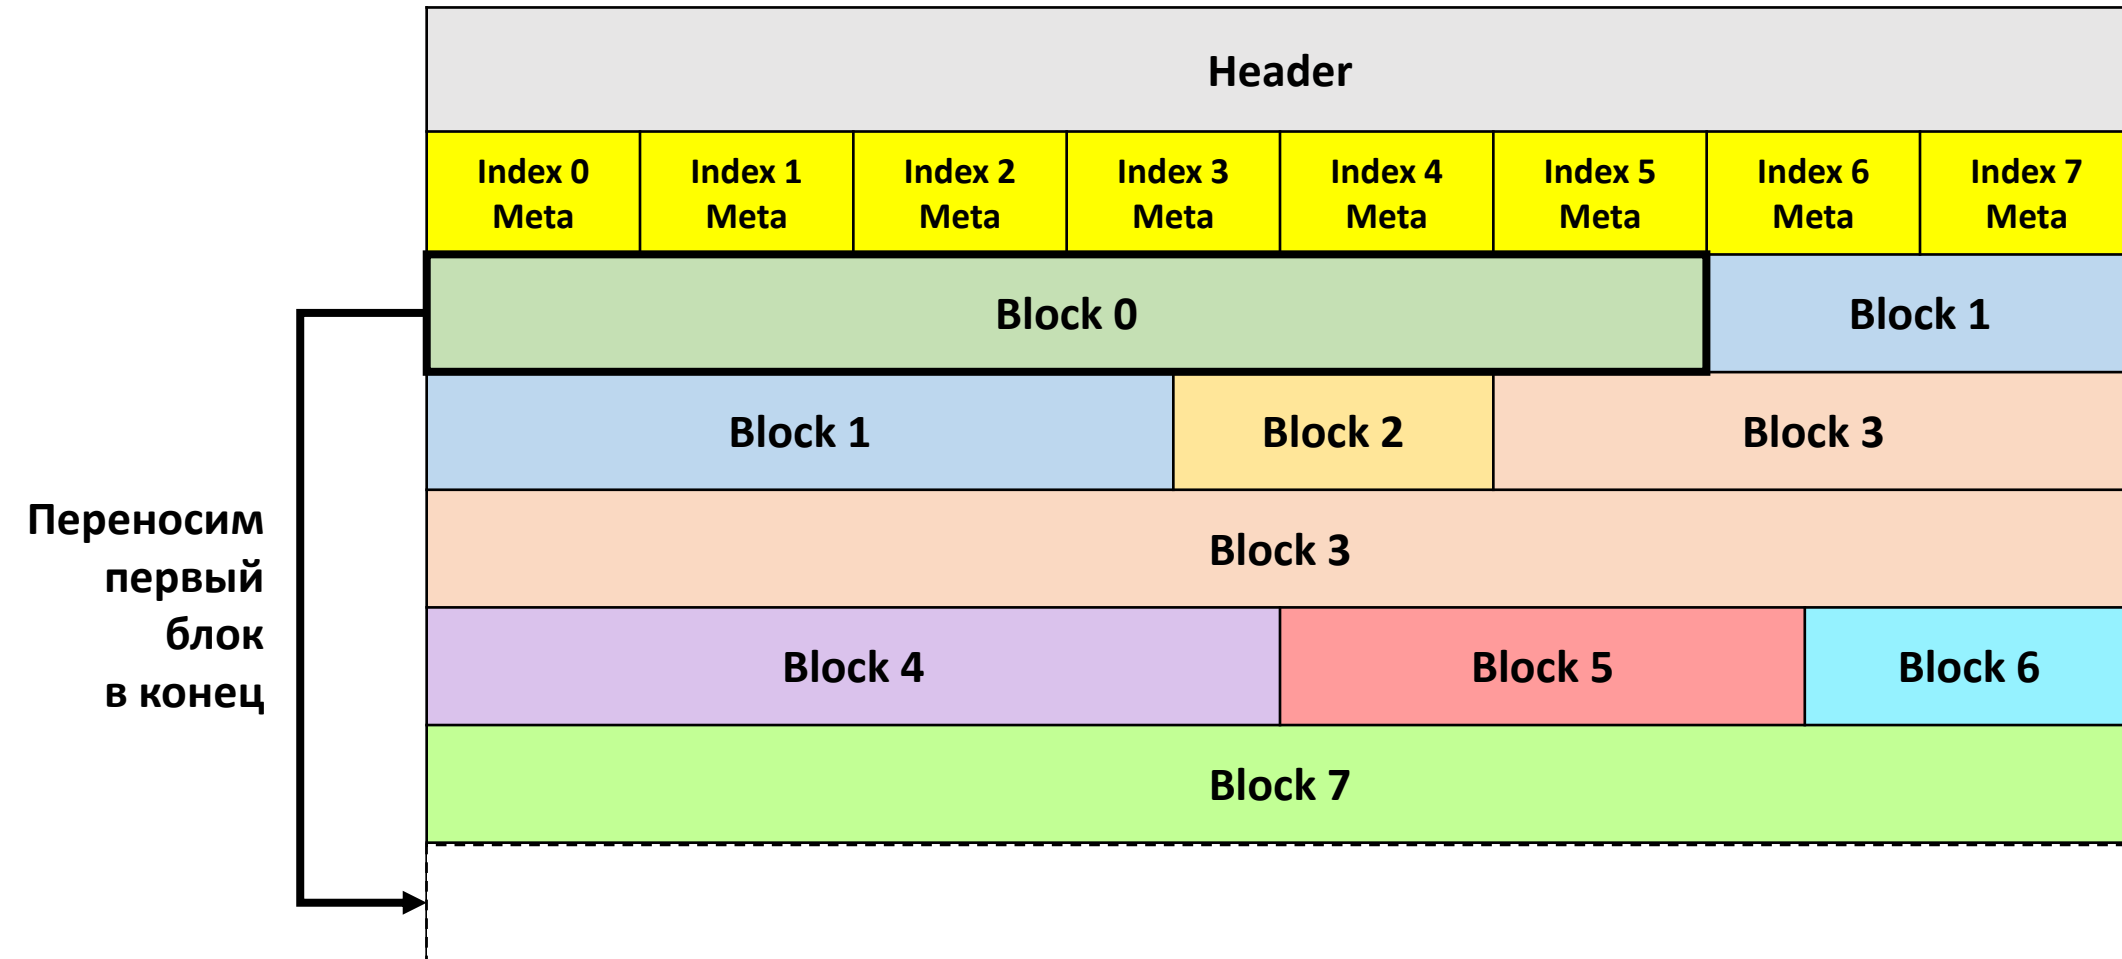 Header
Index 0
Meta
Index 1
Meta
Index 2
Meta
Index 3
Meta
Index 4
Meta
Index 5
Meta
Index 6
Meta
Index 7
Meta
Block 0
Block 1
Block 1
Block 2
Block 3
Block 3
Block 4
Block 5
Block 6
Block 7
Переносим
первый
блок
в конец